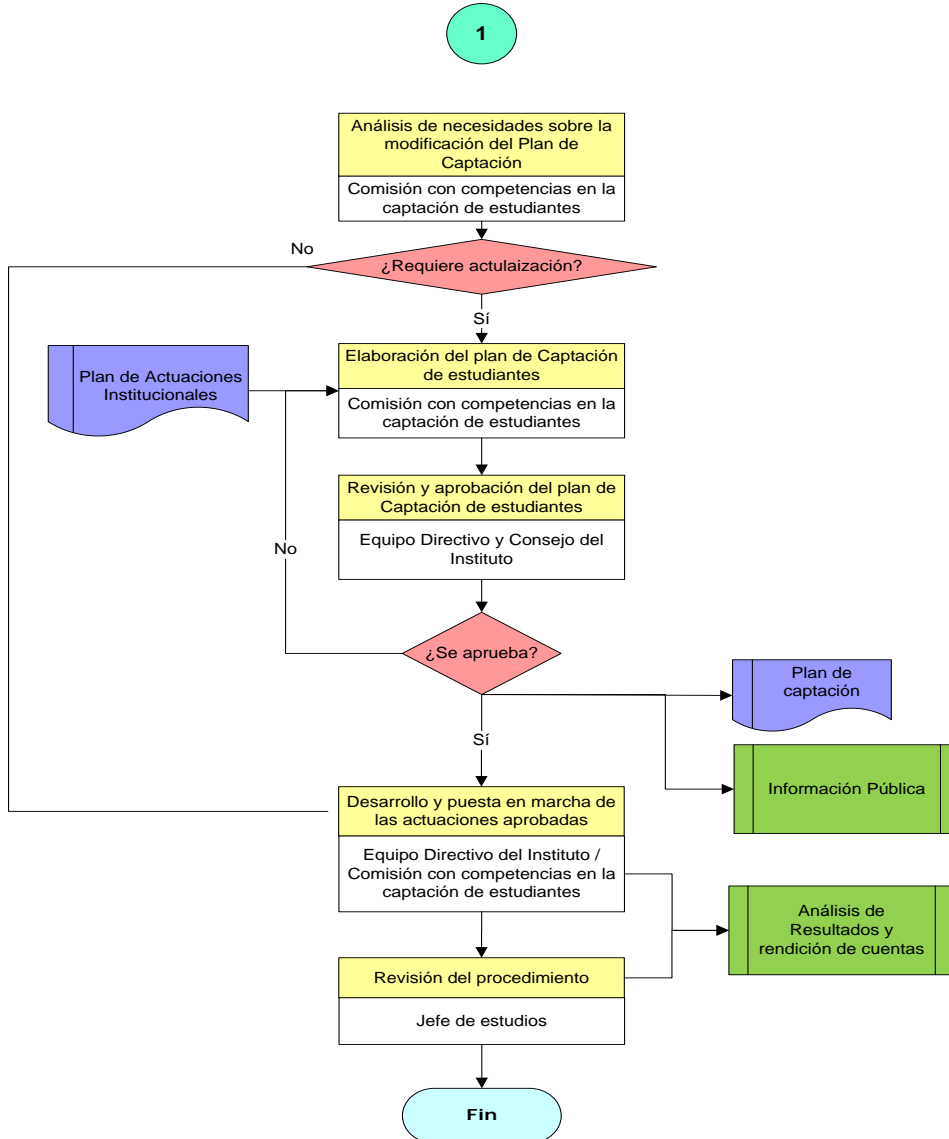 1
Análisis de necesidades sobre la
modificación del Plan de
Captación
Comisión con competencias en la
captación de estudiantes
No
¿Requiere actulaización?
Sí
Plan de Actuaciones
Institucionales
Elaboración del plan de Captación
de estudiantes
Comisión con competencias en la
captación de estudiantes
Revisión y aprobación del plan de
Captación de estudiantes
Equipo Directivo y Consejo del
Instituto
No
¿Se aprueba?
Plan de
captación
Sí
Información Pública
Desarrollo y puesta en marcha de
las actuaciones aprobadas
Equipo Directivo del Instituto /
Comisión con competencias en la
captación de estudiantes
Análisis de
Resultados y
rendición de cuentas
Revisión del procedimiento
Jefe de estudios
Fin